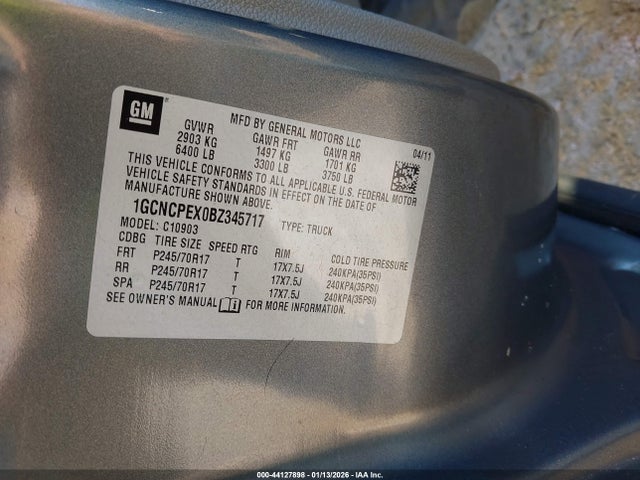 GM
MFD BY GENERAL MOTORS LLC
04/11
GVWR GAWR FRT GAWR RR
2903 KG 1497 KG 1701 KG
6400 LB 3300 LB 3750 LB
THIS VEHICLE CONFORMS TO ALL APPLICABLE U.S. FEDERAL MOTOR
VEHICLE SAFETY STANDARDS IN EFFECT ON THE DATE OF
MANUFACTURE SHOWN ABOVE.
1GCNCPEX0BZ345717 TYPE: TRUCK
MODEL: C10903
CDBG TIRE SIZE SPEED RTG RIM COLD TIRE PRESSURE
FRT P245/70R17 T 17X7.5J 240KPA(35PSI)
RR P245/70R17 T 17X7.5J 240KPA(35PSI)
SPA P245/70R17 T 17X7.5J 240KPA(35PSI)
SEE OWNER'S MANUAL FOR MORE INFORMATION.
000-44127898 - 01/13/2026 - IAA Inc.